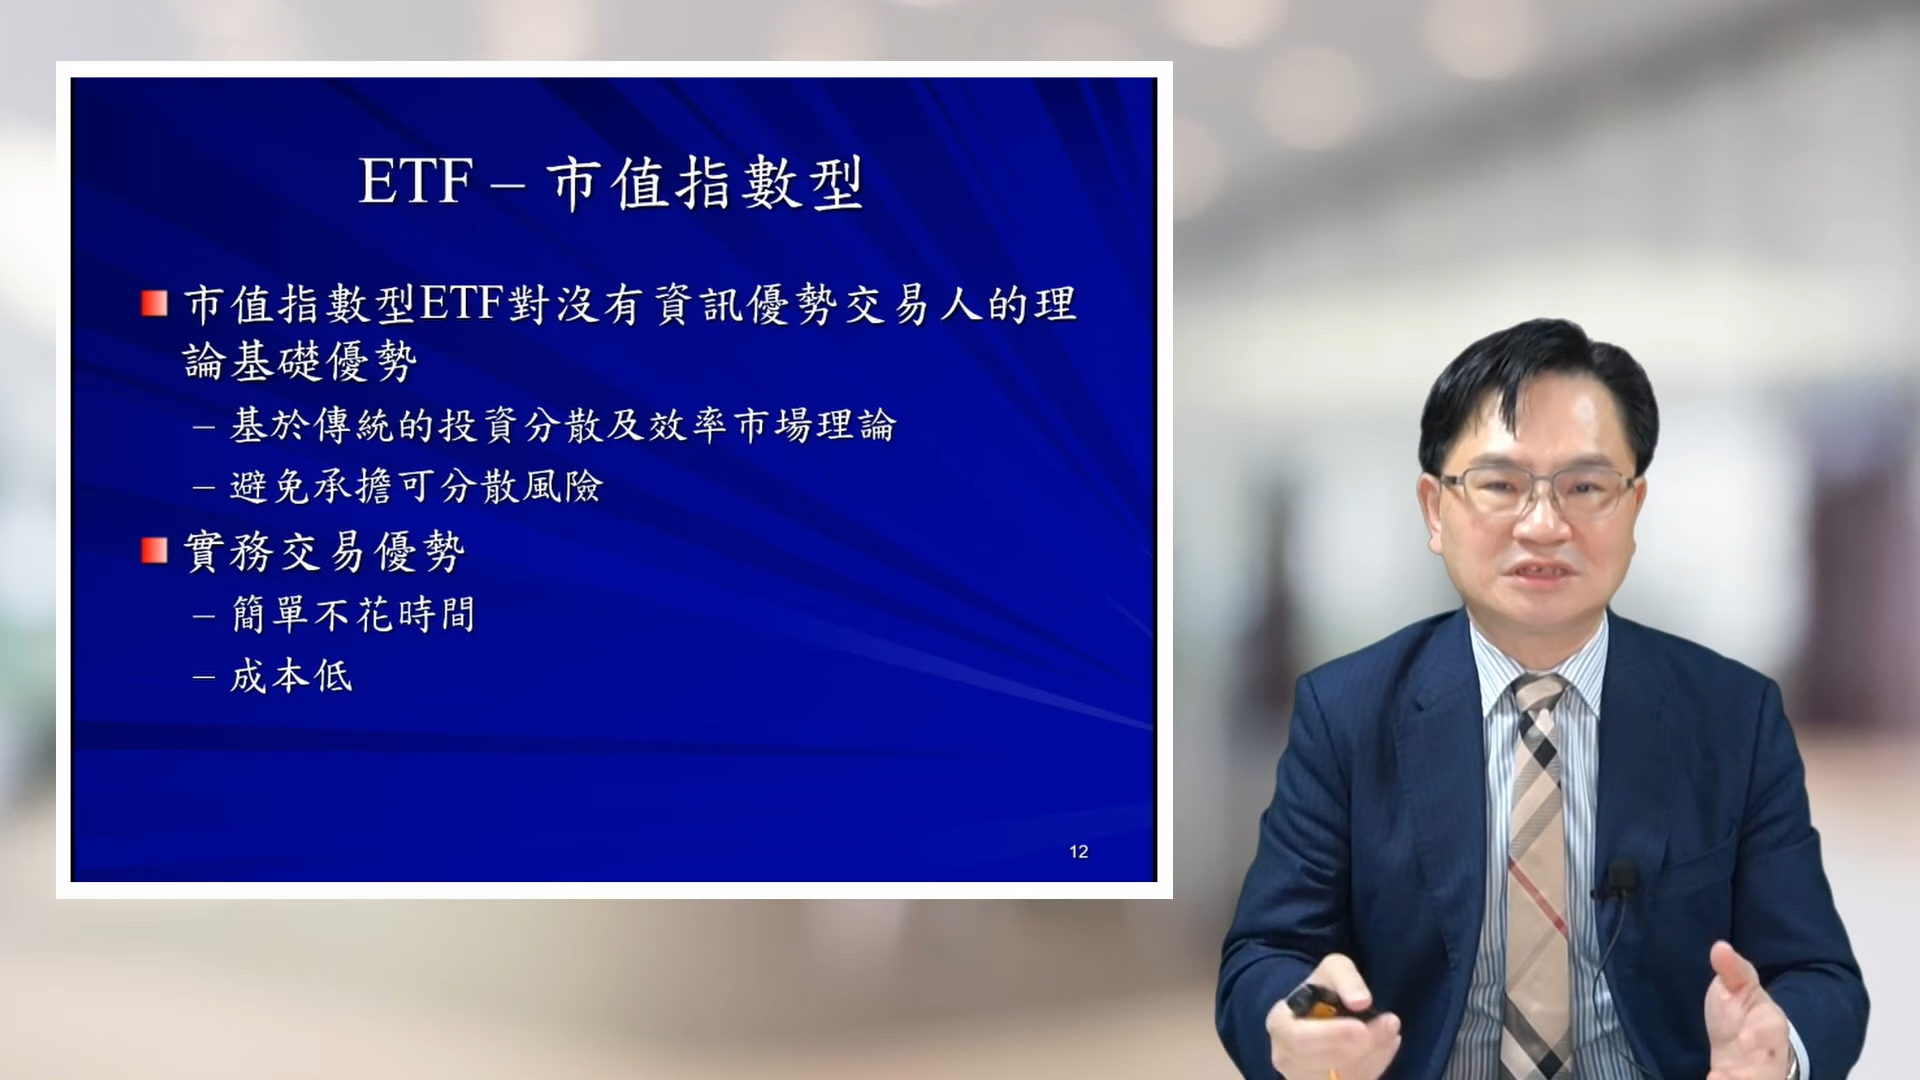 ETF – 市值指數型
市值指數型ETF對沒有資訊優勢交易人的理
論基礎優勢
– 基於傳統的投資分散及效率市場理論
– 避免承擔可分散風險
實務交易優勢
– 簡單不花時間
– 成本低
12